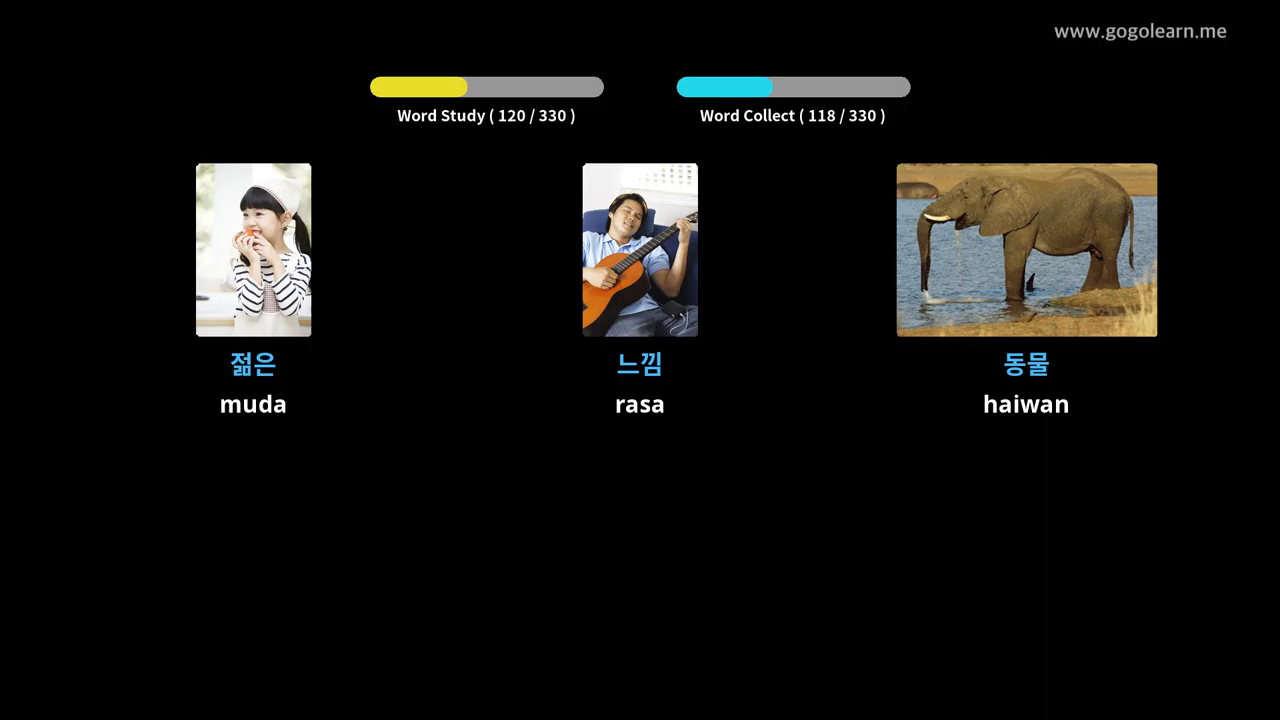 www.gogolearn.me
Word Study ( 120 / 330 )
Word Collect ( 118 / 330 )
젊은
느낌
동물
muda
rasa
haiwan